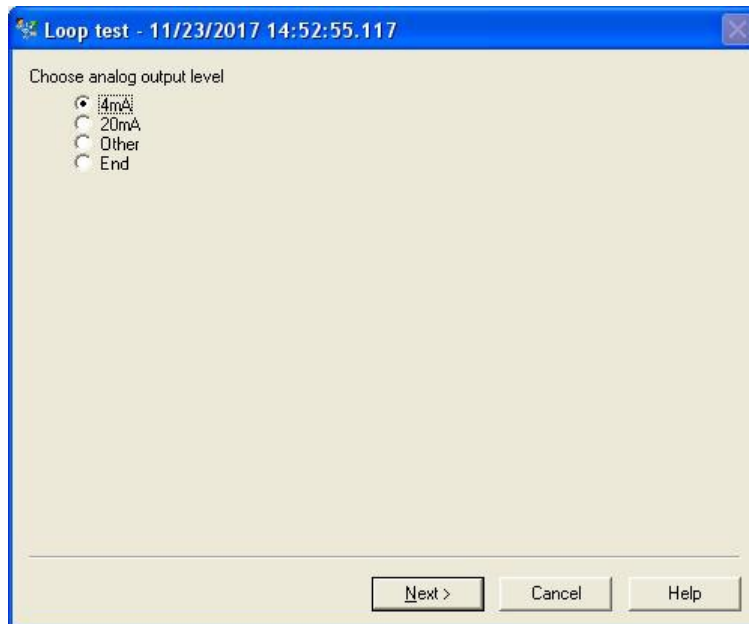 Loop test - 11/23/2017 14:52:55.117
Choose analog output level
4mA
20mA
Other
End
Next >
Cancel
Help